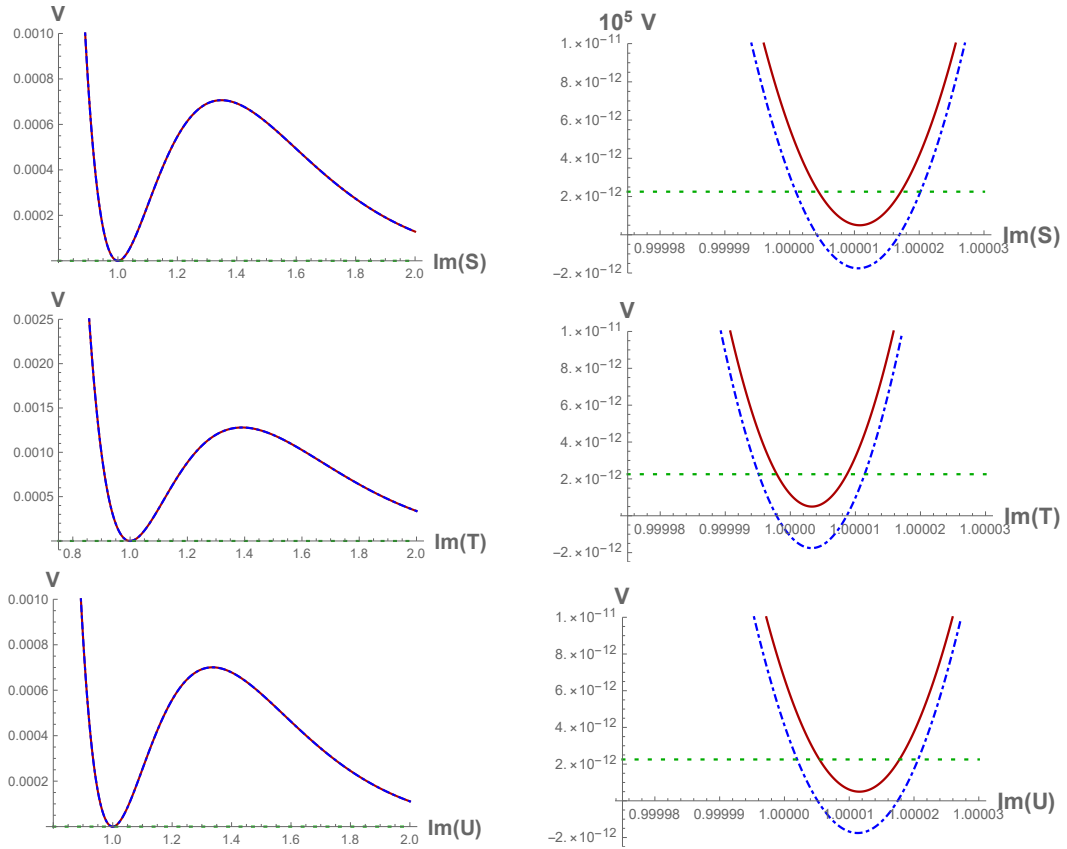 V
0.0010
0.0008
0.0006
0.0004
0.0002
1.0 1.2 1.4 1.6 1.8 2.0
Im(S)
10⁵ V
1.×10⁻¹¹
8.×10⁻¹²
6.×10⁻¹²
4.×10⁻¹²
2.×10⁻¹²
0.99998 0.99999 1.00000 1.00001 1.00002 1.00003
Im(S)
-2.×10⁻¹²
V
0.0025
0.0020
0.0015
0.0010
0.0005
0.8 1.0 1.2 1.4 1.6 1.8 2.0
Im(T)
V
1.×10⁻¹¹
8.×10⁻¹²
6.×10⁻¹²
4.×10⁻¹²
2.×10⁻¹²
0.99998 0.99999 1.00000 1.00001 1.00002 1.00003
Im(T)
-2.×10⁻¹²
V
0.0010
0.0008
0.0006
0.0004
0.0002
1.0 1.2 1.4 1.6 1.8 2.0
Im(U)
V
1.×10⁻¹¹
8.×10⁻¹²
6.×10⁻¹²
4.×10⁻¹²
2.×10⁻¹²
0.99998 0.99999 1.00000 1.00001 1.00002 1.00003
Im(U)
-2.×10⁻¹²